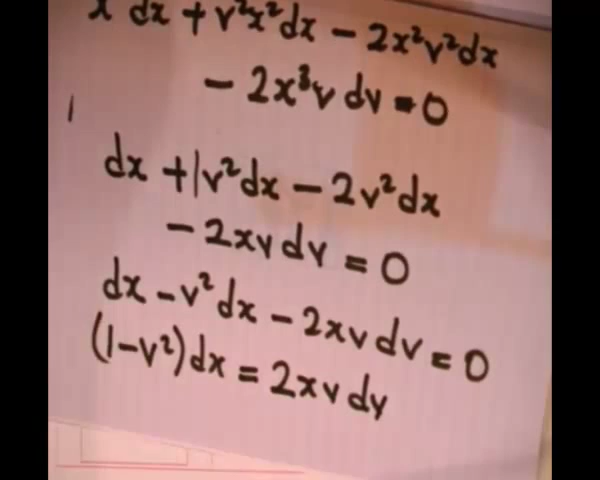 x dx + v²x²dx - 2x²v²dx
- 2x³v dv = 0
dx + 1v²dx - 2v²dx
- 2xv dv = 0
dx - v²dx - 2xv dv = 0
(1-v²)dx = 2xv dv